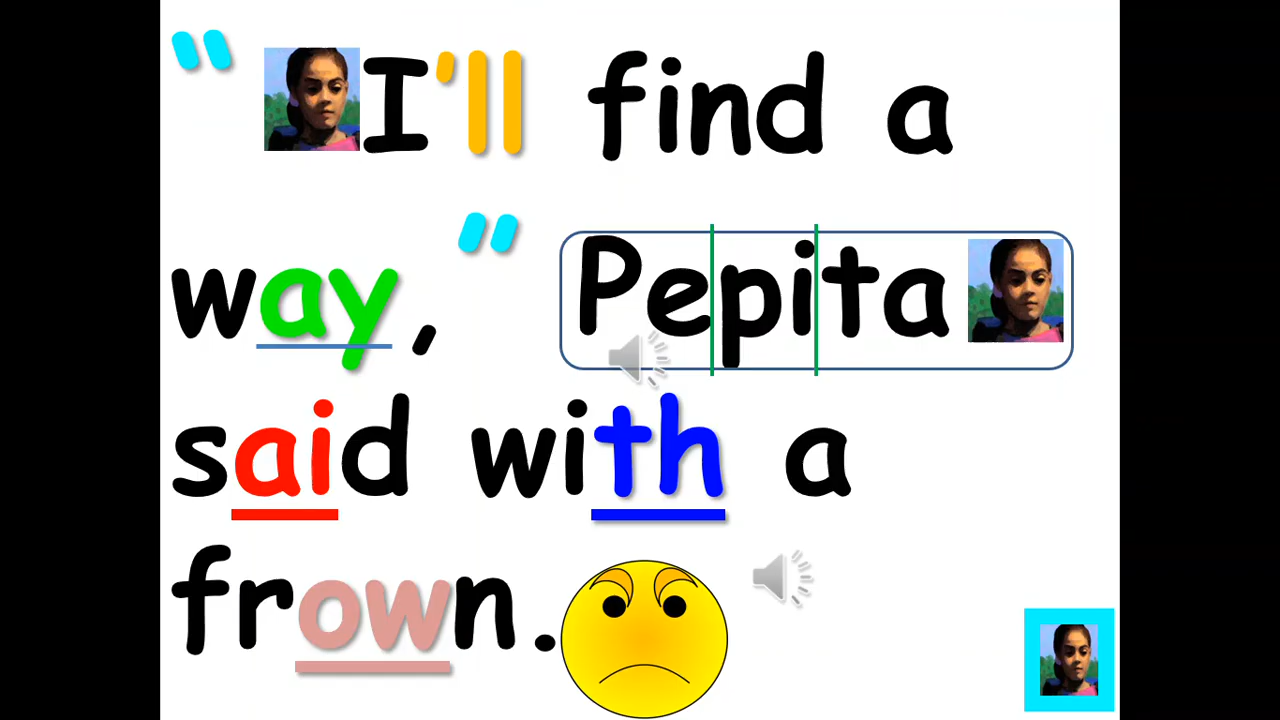 “I'll find a
way,” Pepita
said with a
frown.